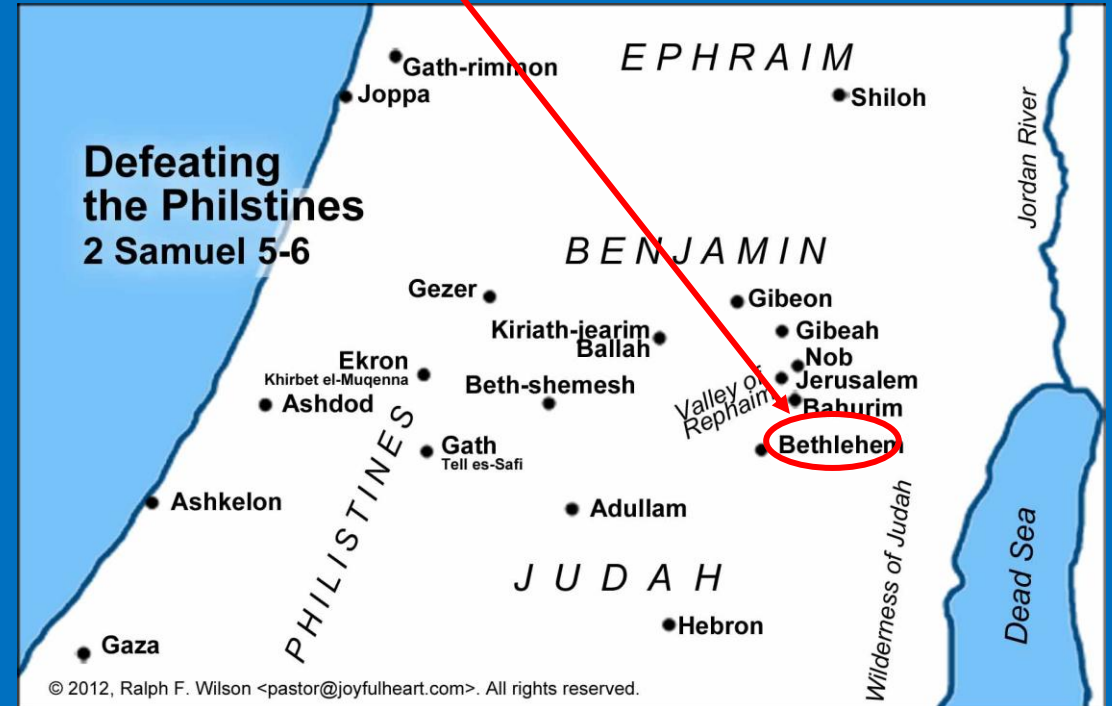 EPHRAIM
Gath-rimmon
Joppa
Shiloh
Jordan River
Defeating
the Philstines
2 Samuel 5-6
BENJAMIN
Gezer
Gibeon
Kiriath-jearim
Ballah
Gibeah
Nob
Ekron
Khirbet el-Muqenna
Jerusalem
Beth-shemesh
Valley of
Rephaim
Ashdod
Bahurim
Gath
Tell es-Safi
Bethlehem
PHILISTINES
Ashkelon
Adullam
Wilderness of Judah
Dead Sea
JUDAH
Hebron
Gaza
© 2012, Ralph F. Wilson <pastor@joyfulheart.com>. All rights reserved.